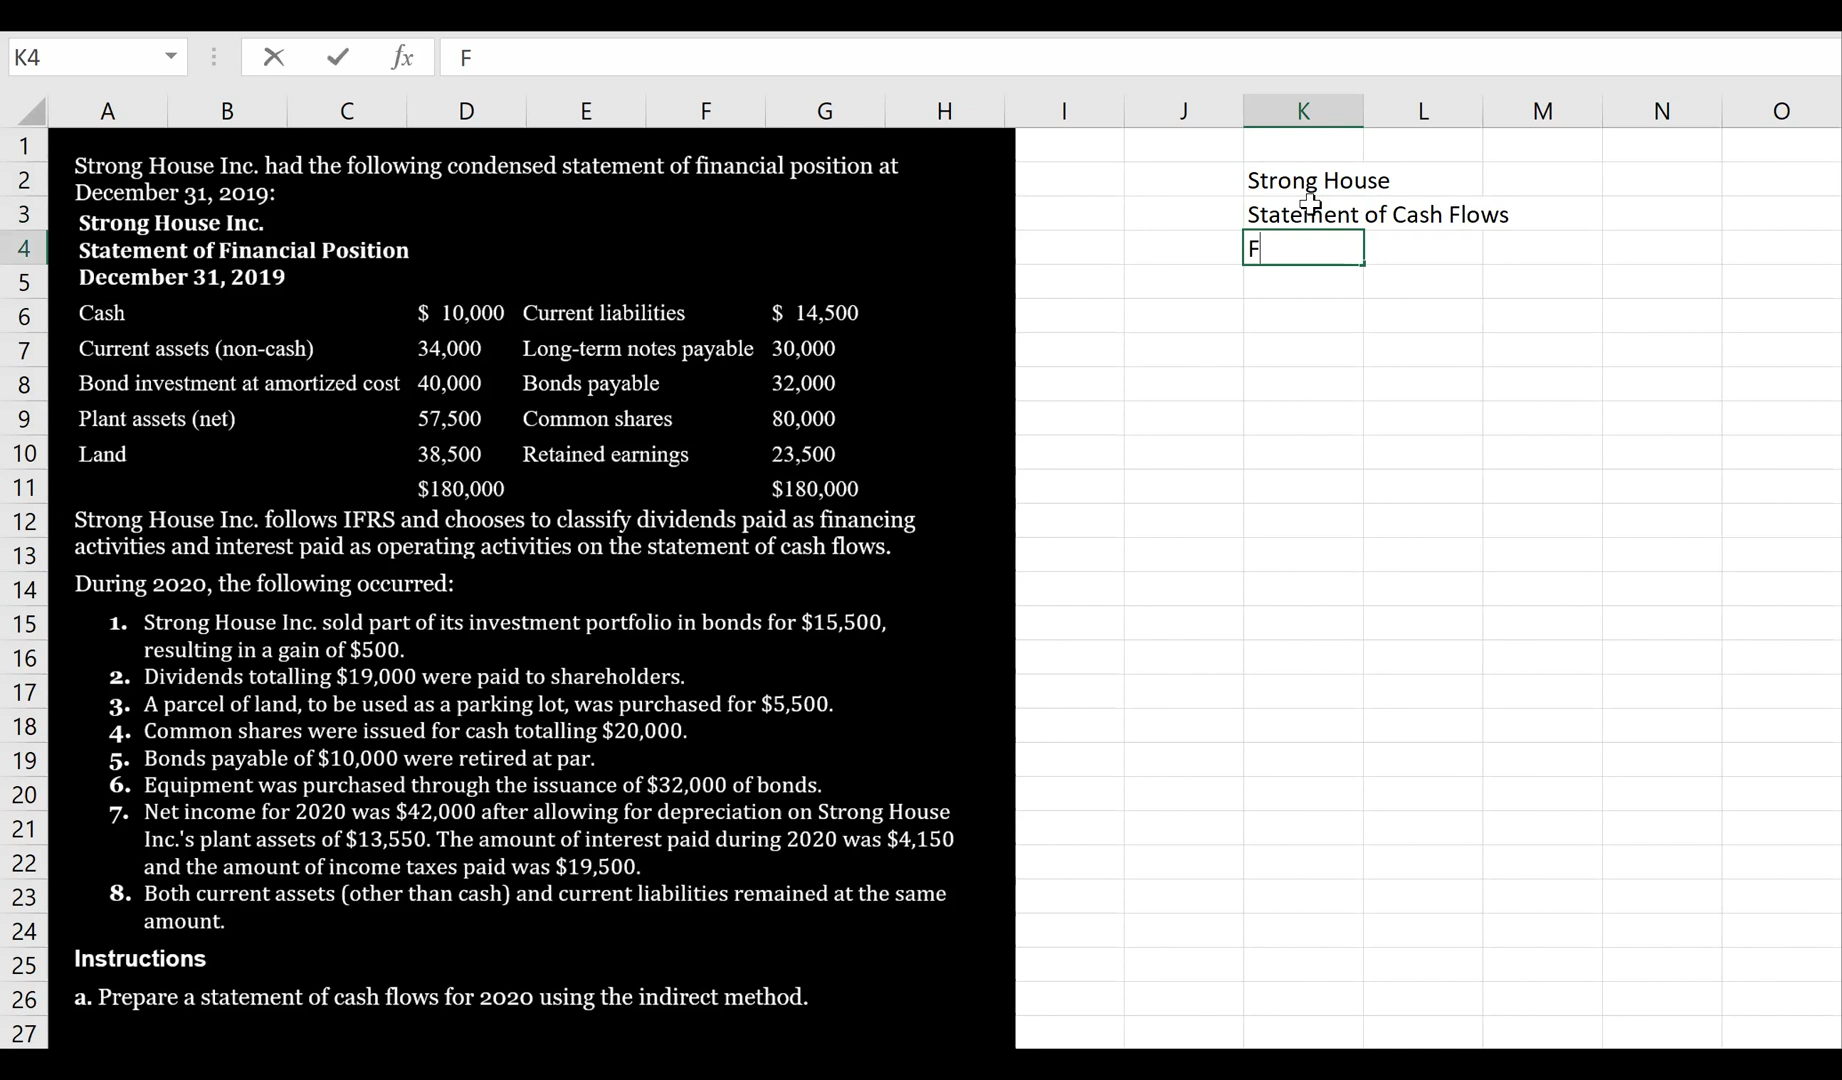 K4
fx
F
A B C D E F G H I J K L M N O
1
Strong House Inc. had the following condensed statement of financial position at
2
Strong House
December 31, 2019:
3
Statement of Cash Flows
Strong House Inc.
4
F
Statement of Financial Position
5
December 31, 2019
6
Cash $ 10,000 Current liabilities $ 14,500
7
Current assets (non-cash) 34,000 Long-term notes payable 30,000
8
Bond investment at amortized cost 40,000 Bonds payable 32,000
9
Plant assets (net) 57,500 Common shares 80,000
10
Land 38,500 Retained earnings 23,500
11
$180,000 $180,000
12
Strong House Inc. follows IFRS and chooses to classify dividends paid as financing
13
activities and interest paid as operating activities on the statement of cash flows.
14
During 2020, the following occurred:
15
1. Strong House Inc. sold part of its investment portfolio in bonds for $15,500,
16
resulting in a gain of $500.
17
2. Dividends totalling $19,000 were paid to shareholders.
3. A parcel of land, to be used as a parking lot, was purchased for $5,500.
18
4. Common shares were issued for cash totalling $20,000.
19
5. Bonds payable of $10,000 were retired at par.
20
6. Equipment was purchased through the issuance of $32,000 of bonds.
21
7. Net income for 2020 was $42,000 after allowing for depreciation on Strong House
Inc.'s plant assets of $13,550. The amount of interest paid during 2020 was $4,150
22
and the amount of income taxes paid was $19,500.
23
8. Both current assets (other than cash) and current liabilities remained at the same
24
amount.
25
Instructions
26
a. Prepare a statement of cash flows for 2020 using the indirect method.
27